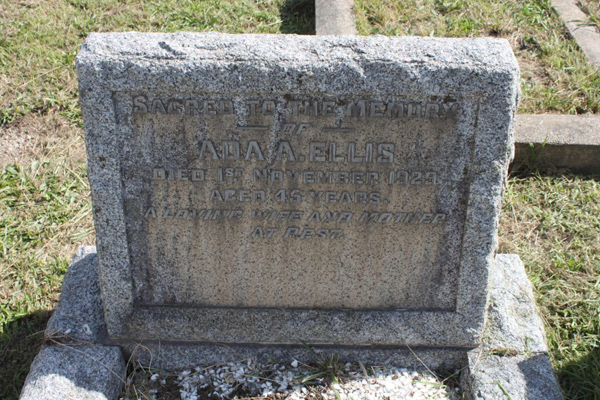 SACRED TO THE MEMORY
OF
ADA A. ELLIS
DIED 1ST NOVEMBER 1929
AGED 45 YEARS.
A LOVING WIFE AND MOTHER
AT REST.